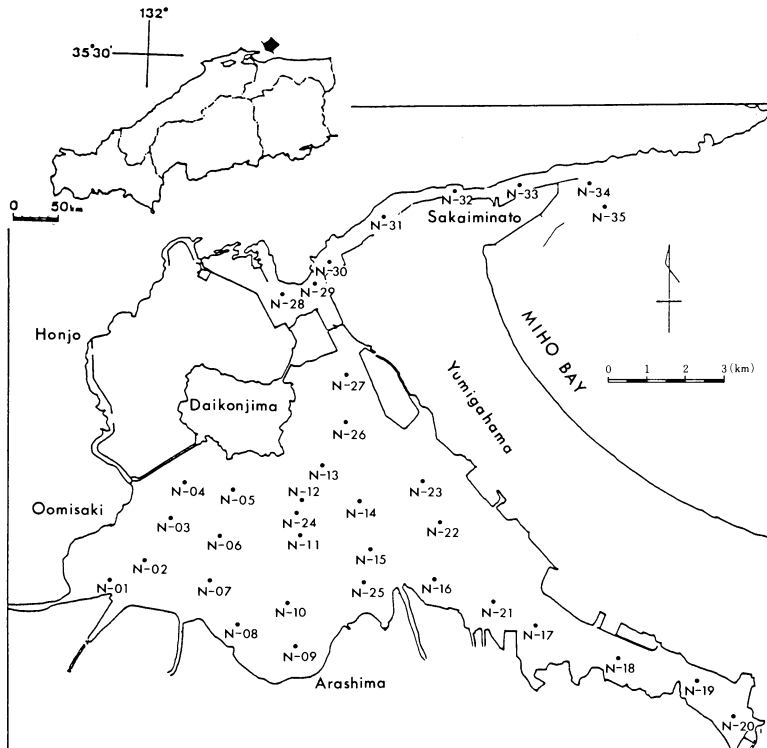 132°
35°30'
0 50km
N-34
N-33
N-32
N-35
Sakaiminato
N-31
N-30
N-29
N-28
Honjo
MIHO BAY
0 1 2 3 (km)
N-27
Yumigahama
Daikonjima
N-26
N-13
N-04
N-05
N-12
N-23
Oomisaki
N-14
N-03
N-24
N-22
N-06
N-11
N-15
N-02
N-01
N-07
N-25
N-16
N-10
N-21
N-08
N-17
N-09
N-18
Arashima
N-19
N-20